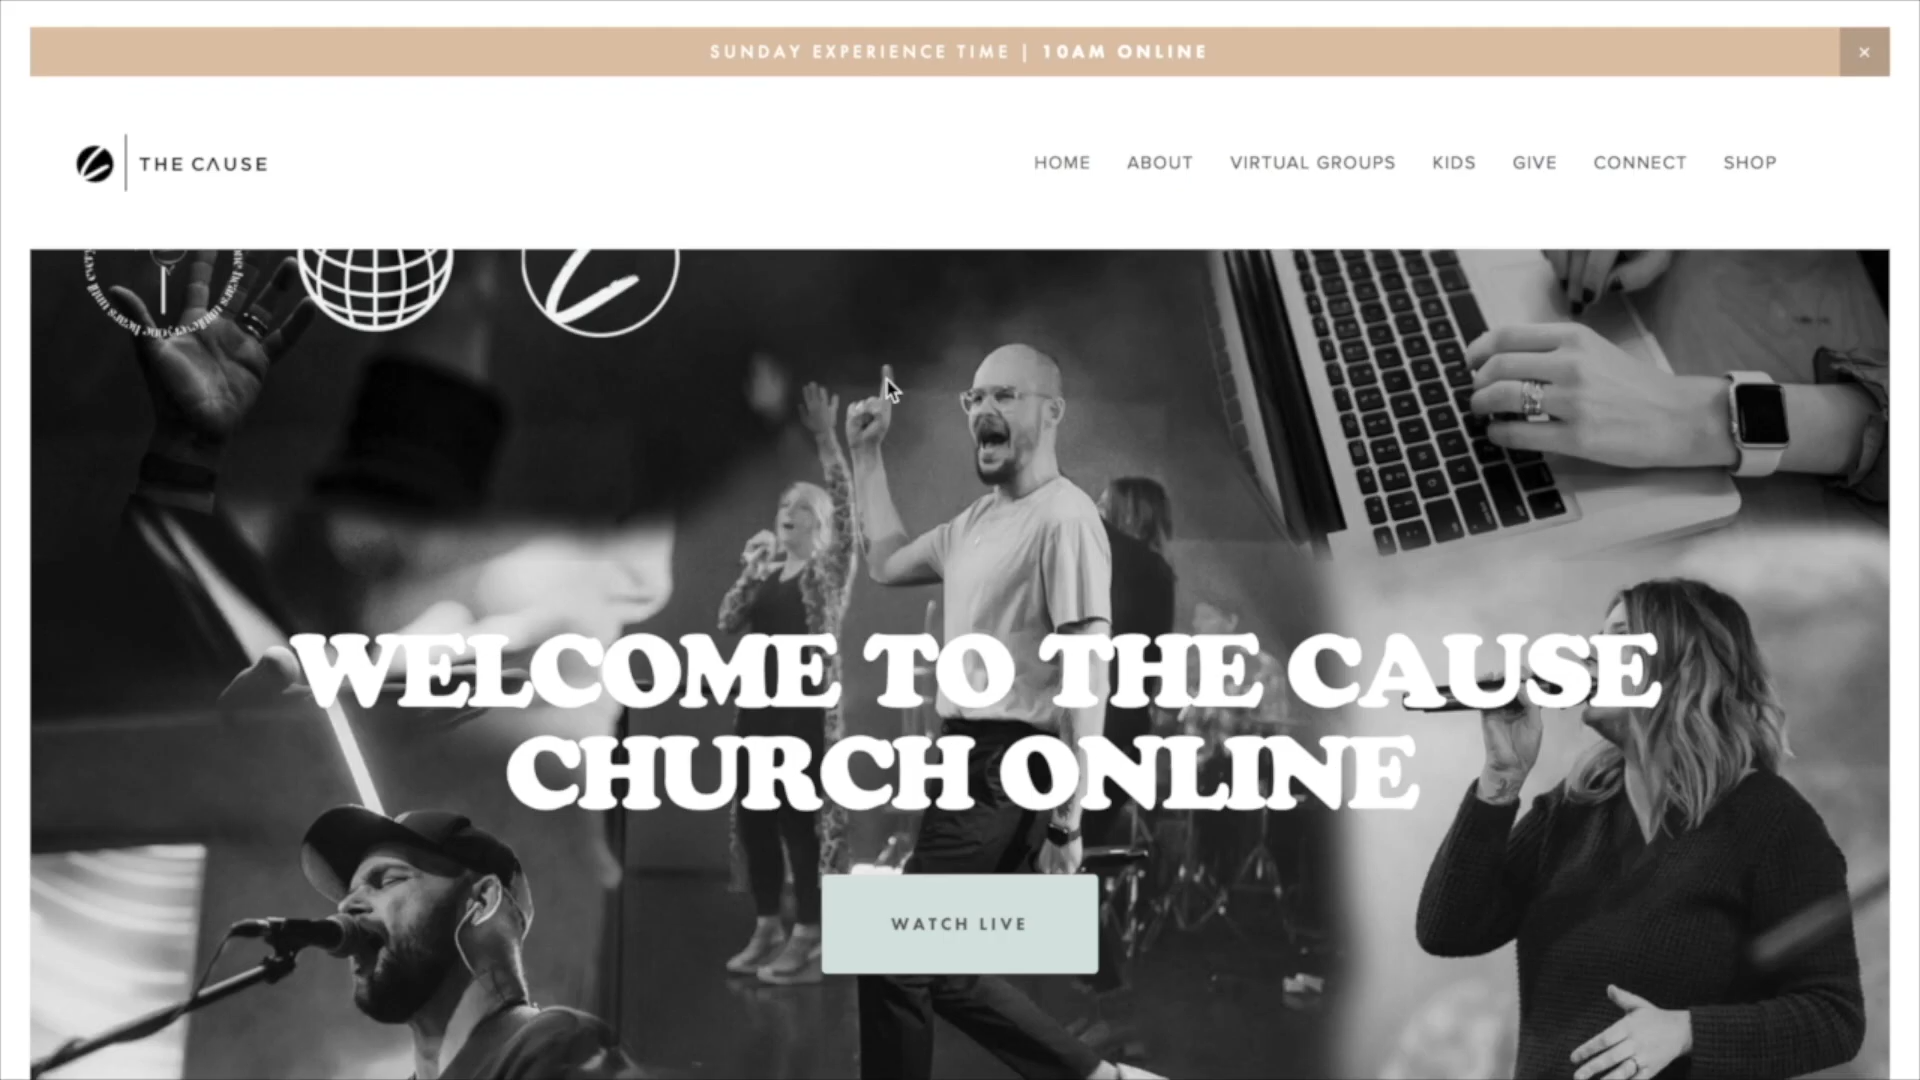 SUNDAY EXPERIENCE TIME | 10AM ONLINE
THE CAUSE
HOME ABOUT VIRTUAL GROUPS KIDS GIVE CONNECT SHOP
WELCOME TO THE CAUSE
CHURCH ONLINE
WATCH LIVE